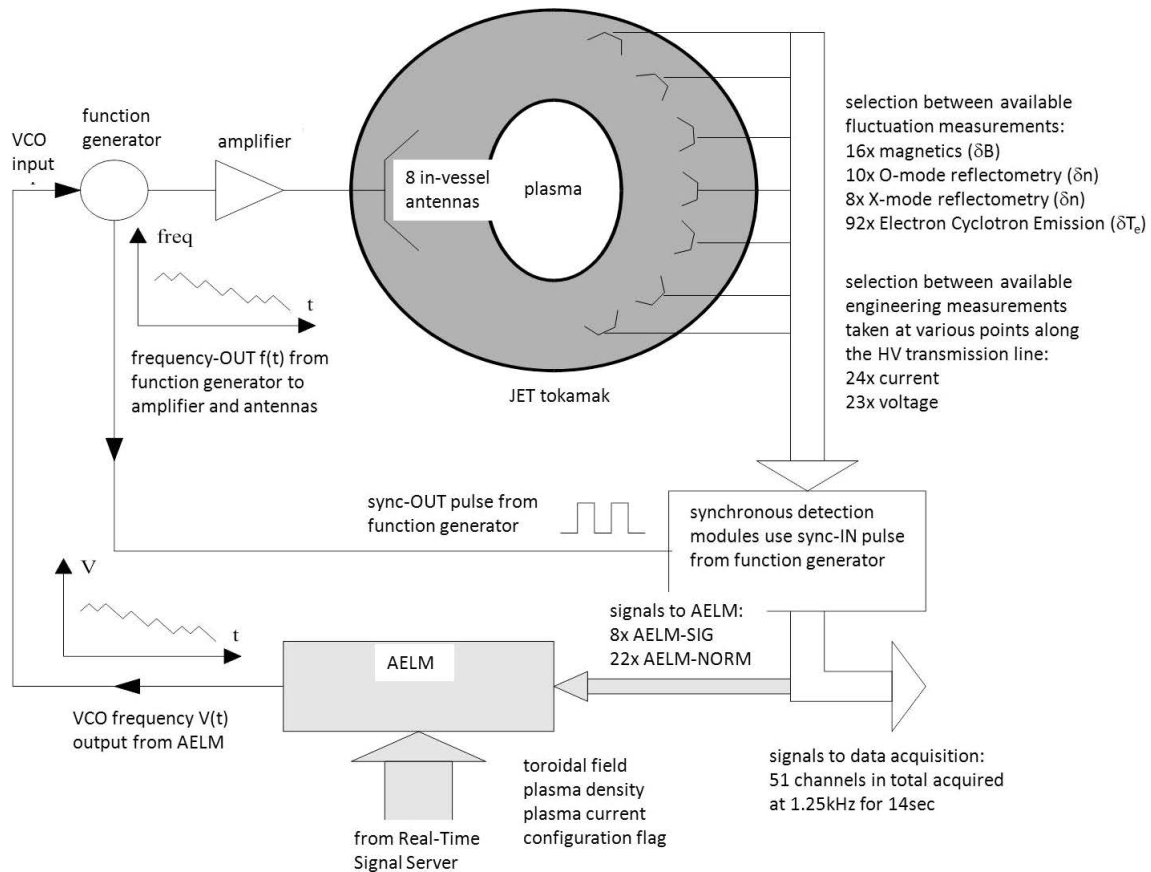 function
generator
VCO
input
amplifier
8 in-vessel
antennas
plasma
JET tokamak
selection between available
fluctuation measurements:
16x magnetics (δB)
10x O-mode reflectometry (δn)
8x X-mode reflectometry (δn)
92x Electron Cyclotron Emission (δTe)
selection between available
engineering measurements
taken at various points along
the HV transmission line:
24x current
23x voltage
freq
t
frequency-OUT f(t) from
function generator to
amplifier and antennas
sync-OUT pulse from
function generator
synchronous detection
modules use sync-IN pulse
from function generator
V
t
signals to AELM:
8x AELM-SIG
22x AELM-NORM
AELM
VCO frequency V(t)
output from AELM
toroidal field
plasma density
plasma current
configuration flag
from Real-Time
Signal Server
signals to data acquisition:
51 channels in total acquired
at 1.25kHz for 14sec